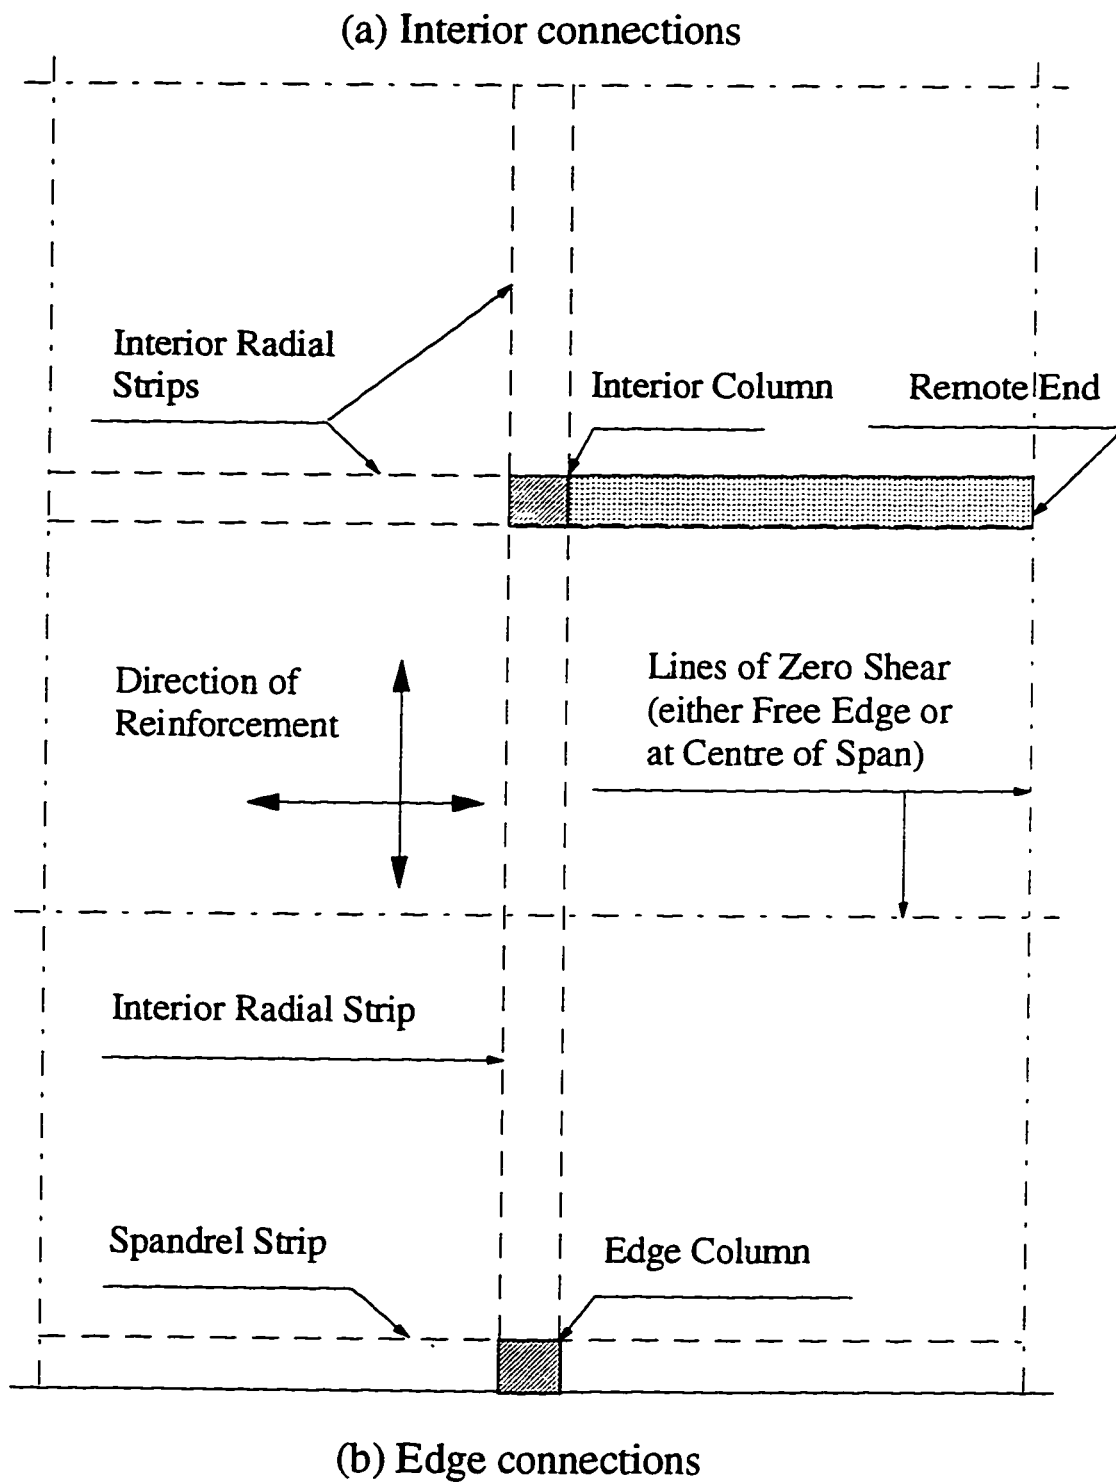 (a) Interior connections
Interior Radial
Strips
Interior Column
Remote End
Direction of
Reinforcement
Lines of Zero Shear
(either Free Edge or
at Centre of Span)
Interior Radial Strip
Spandrel Strip
Edge Column
(b) Edge connections